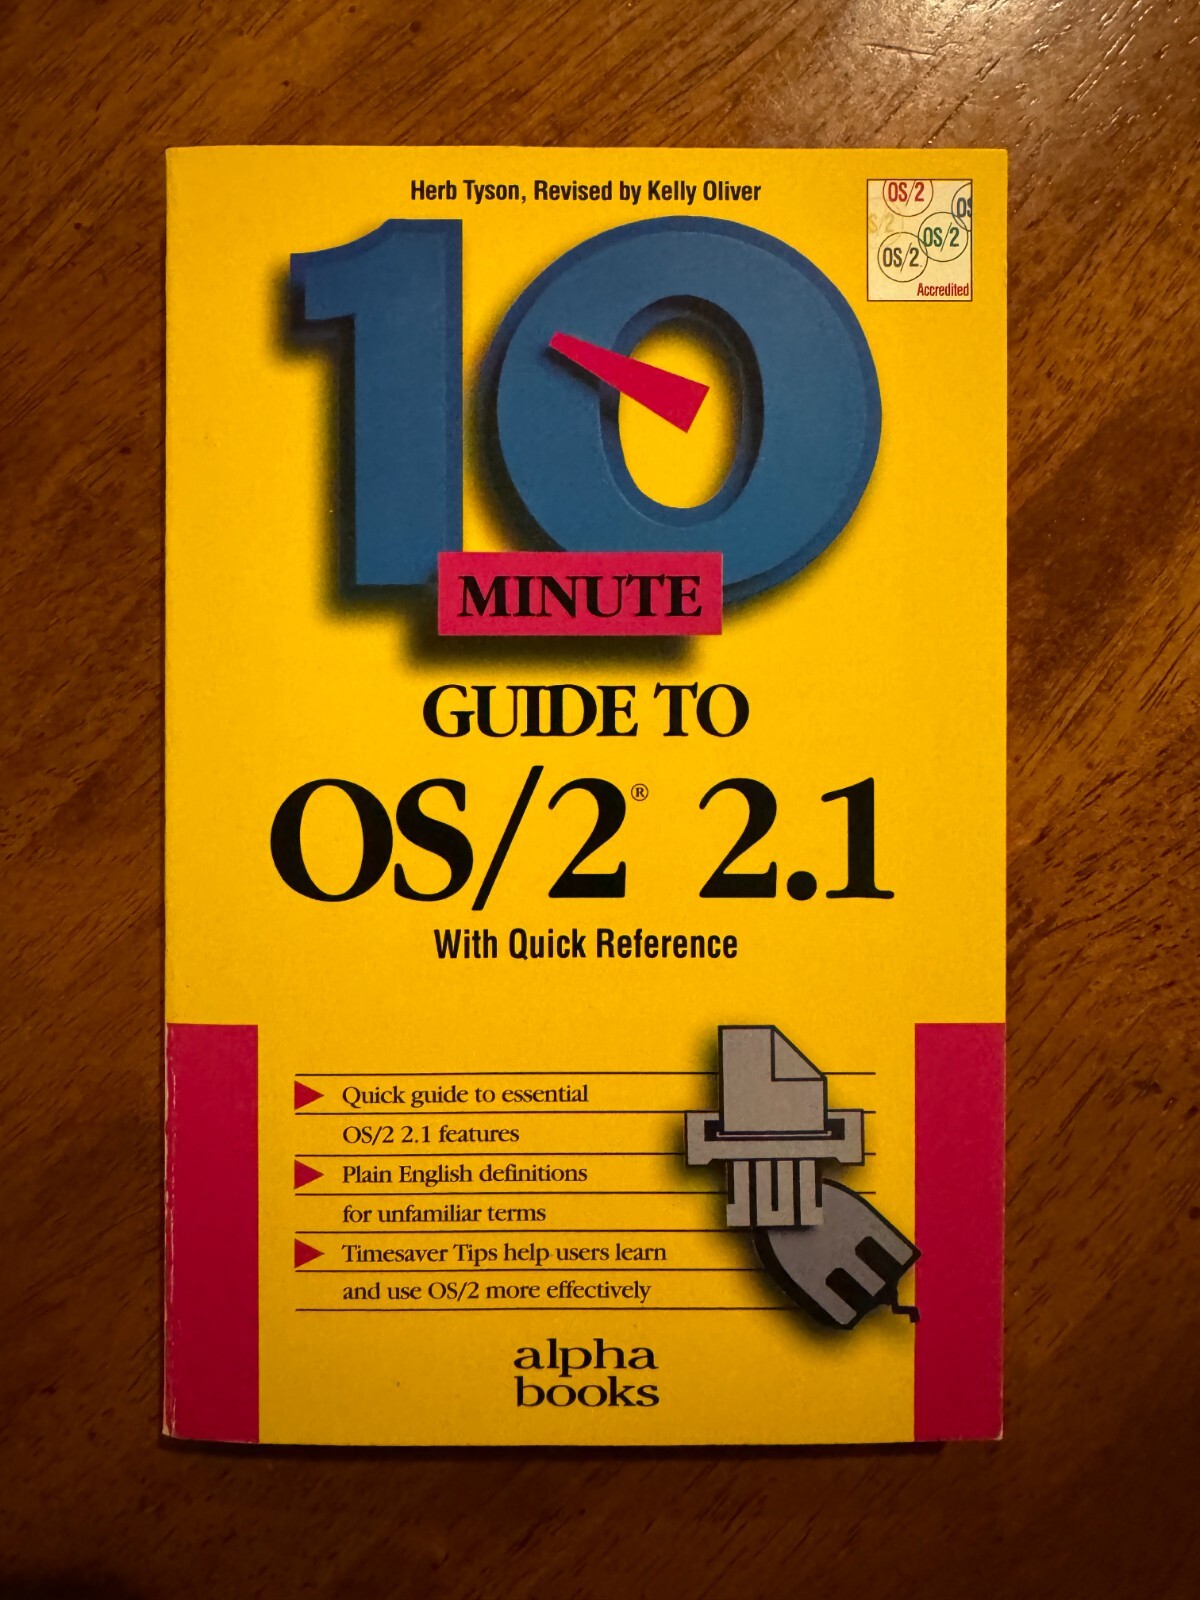 Herb Tyson, Revised by Kelly Oliver
OS/2
OS
S/2
OS/2
OS/2
Accredited
10
MINUTE
GUIDE TO
OS/2® 2.1
With Quick Reference
Quick guide to essential
OS/2 2.1 features
Plain English definitions
for unfamiliar terms
Timesaver Tips help users learn
and use OS/2 more effectively
alpha
books